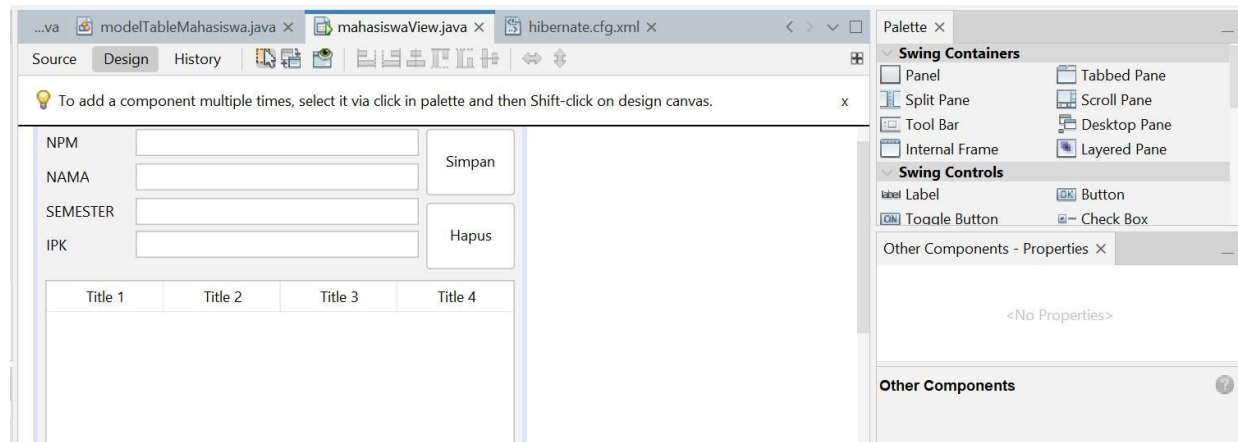 ...va modelTableMahasiswa.java × mahasiswaView.java × hibernate.cfg.xml ×
Source Design History
To add a component multiple times, select it via click in palette and then Shift-click on design canvas. x
NPM
NAMA
SEMESTER
IPK
Simpan
Hapus
Title 1 Title 2 Title 3 Title 4
Palette ×
Swing Containers
Panel Tabbed Pane
Split Pane Scroll Pane
Tool Bar Desktop Pane
Internal Frame Layered Pane
Swing Controls
label Label OK Button
ON Toggle Button Check Box
Other Components - Properties ×
<No Properties>
Other Components
?